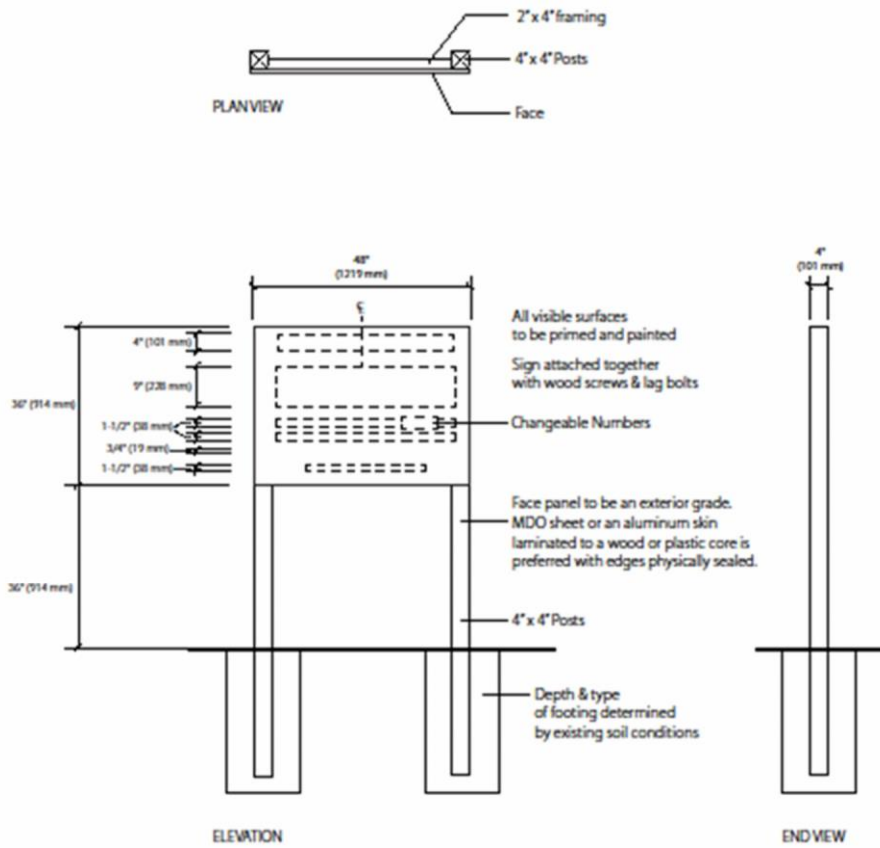 2" x 4" framing
4" x 4" Posts
PLAN VIEW
Face
48"
(1219 mm)
4"
(101 mm)
℄
All visible surfaces
to be primed and painted
4" (101 mm)
Sign attached together
with wood screws & lag bolts
9" (228 mm)
36" (914 mm)
Changeable Numbers
1-1/2" (38 mm)
3/4" (19 mm)
1-1/2" (38 mm)
Face panel to be an exterior grade.
MDO sheet or an aluminum skin
laminated to a wood or plastic core is
preferred with edges physically sealed.
36" (914 mm)
4" x 4" Posts
Depth & type
of footing determined
by existing soil conditions
ELEVATION
END VIEW